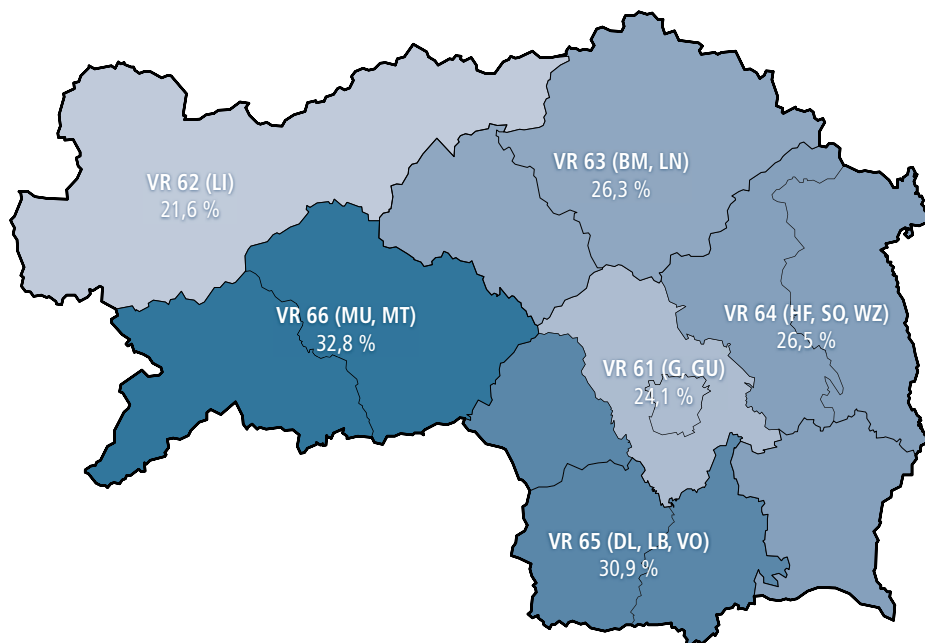 VR 63 (BM, LN)
26,3 %
VR 62 (LI)
21,6 %
VR 66 (MU, MT)
32,8 %
VR 64 (HF, SO, WZ)
26,5 %
VR 61 (G, GU)
24,1 %
VR 65 (DL, LB, VO)
30,9 %